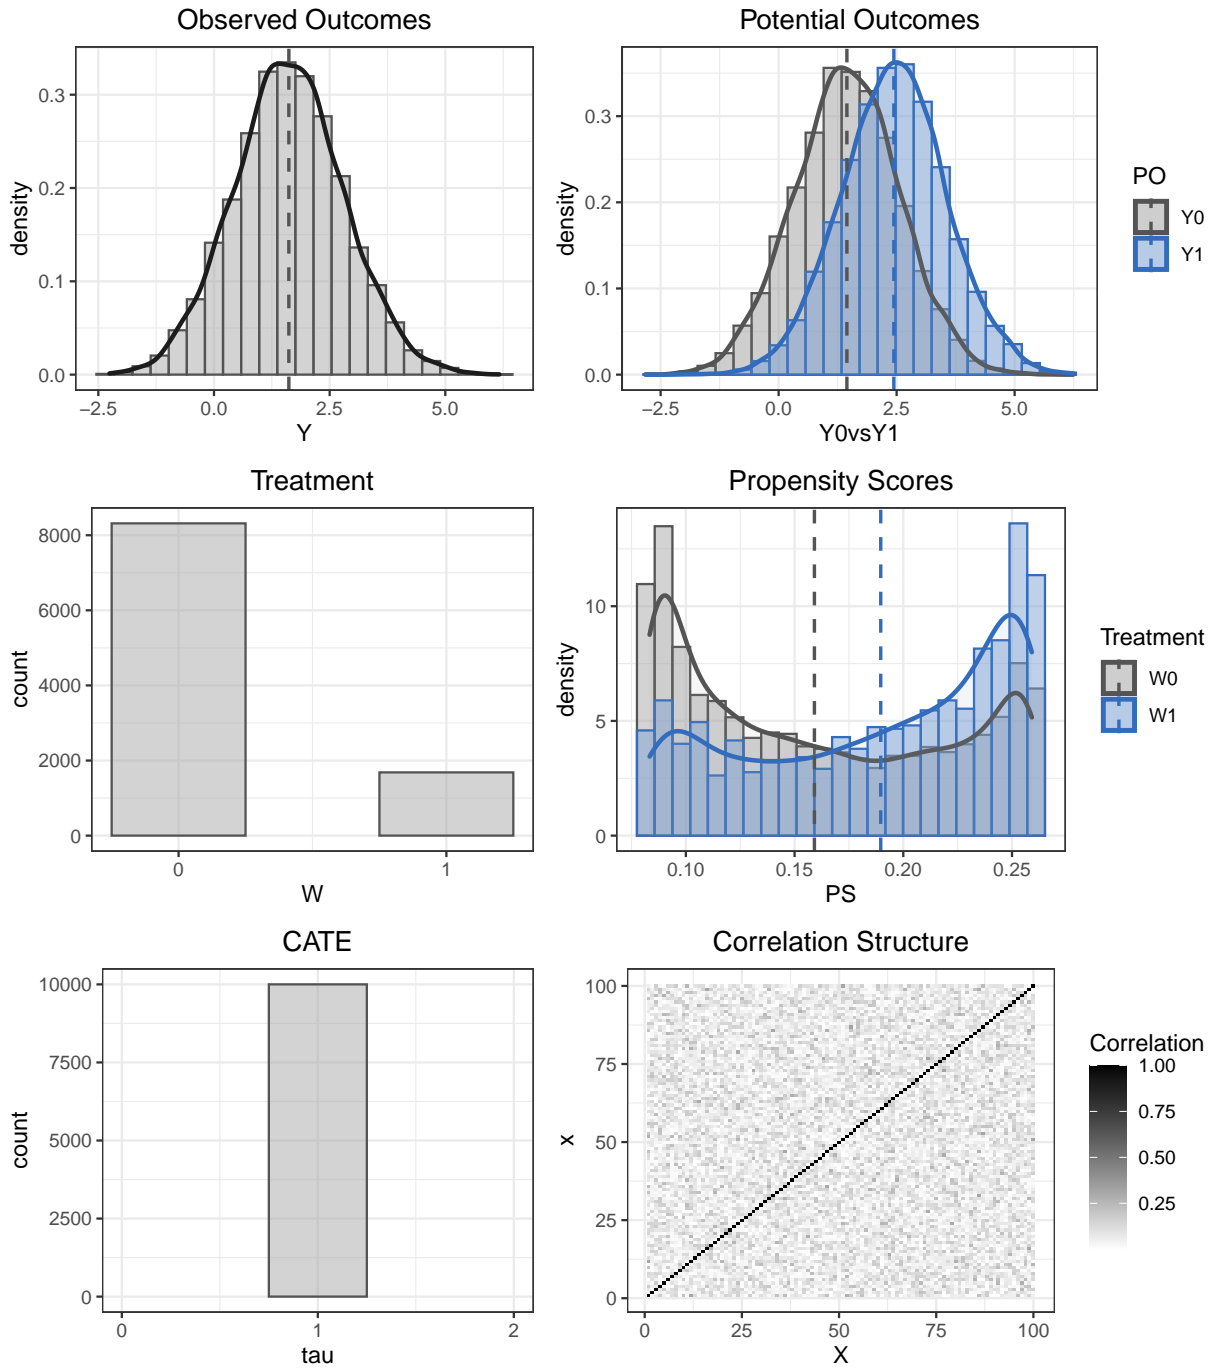 Observed Outcomes
density
0.3
0.2
0.1
0.0
−2.5 0.0 2.5 5.0
Y
Potential Outcomes
density
0.3
0.2
0.1
0.0
−2.5 0.0 2.5 5.0
Y0vsY1
PO
Y0
Y1
Treatment
count
8000
6000
4000
2000
0
0 1
W
Propensity Scores
density
10
5
0
0.10 0.15 0.20 0.25
PS
Treatment
W0
W1
CATE
count
10000
7500
5000
2500
0
0 1 2
tau
Correlation Structure
x
100
75
50
25
0
0 25 50 75 100
X
Correlation
1.00
0.75
0.50
0.25